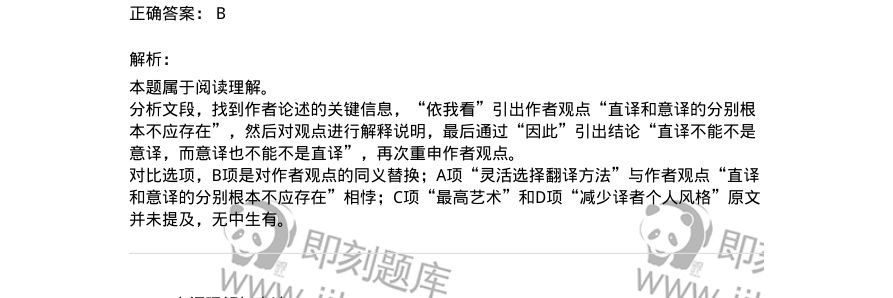 正确答案： B
解析：
本题属于阅读理解。
分析文段，找到作者论述的关键信息，“依我看”引出作者观点“直译和意译的分别根
本不应存在”，然后对观点进行解释说明，最后通过“因此”引出结论“直译不能不是
意译，而意译也不能不是直译”，再次重申作者观点。
对比选项，B项是对作者观点的同义替换；A项“灵活选择翻译方法”与作者观点“直译
和意译的分别根本不应存在”相悖；C项“最高艺术”和D项“减少译者个人风格”原文
并未提及，无中生有。
即刻题库
即刻